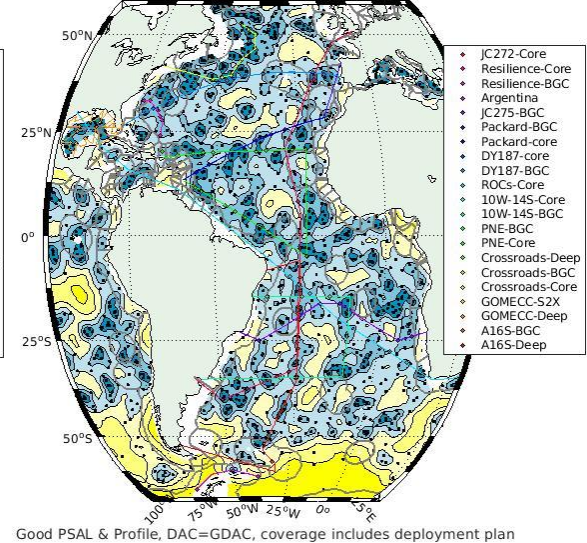 50°N
25°N
0°
25°S
50°S
100°W
75°W
50°W
25°W
0°
25°E
JC272-Core
Resilience-Core
Resilience-BGC
Argentina
JC275-BGC
Packard-BGC
Packard-core
DY187-core
DY187-BGC
ROCs-Core
10W-14S-Core
10W-14S-BGC
PNE-BGC
PNE-Core
Crossroads-Deep
Crossroads-BGC
Crossroads-Core
GOMECC-S2X
GOMECC-Deep
A16S-BGC
A16S-Deep
Good PSAL & Profile, DAC=GDAC, coverage includes deployment plan